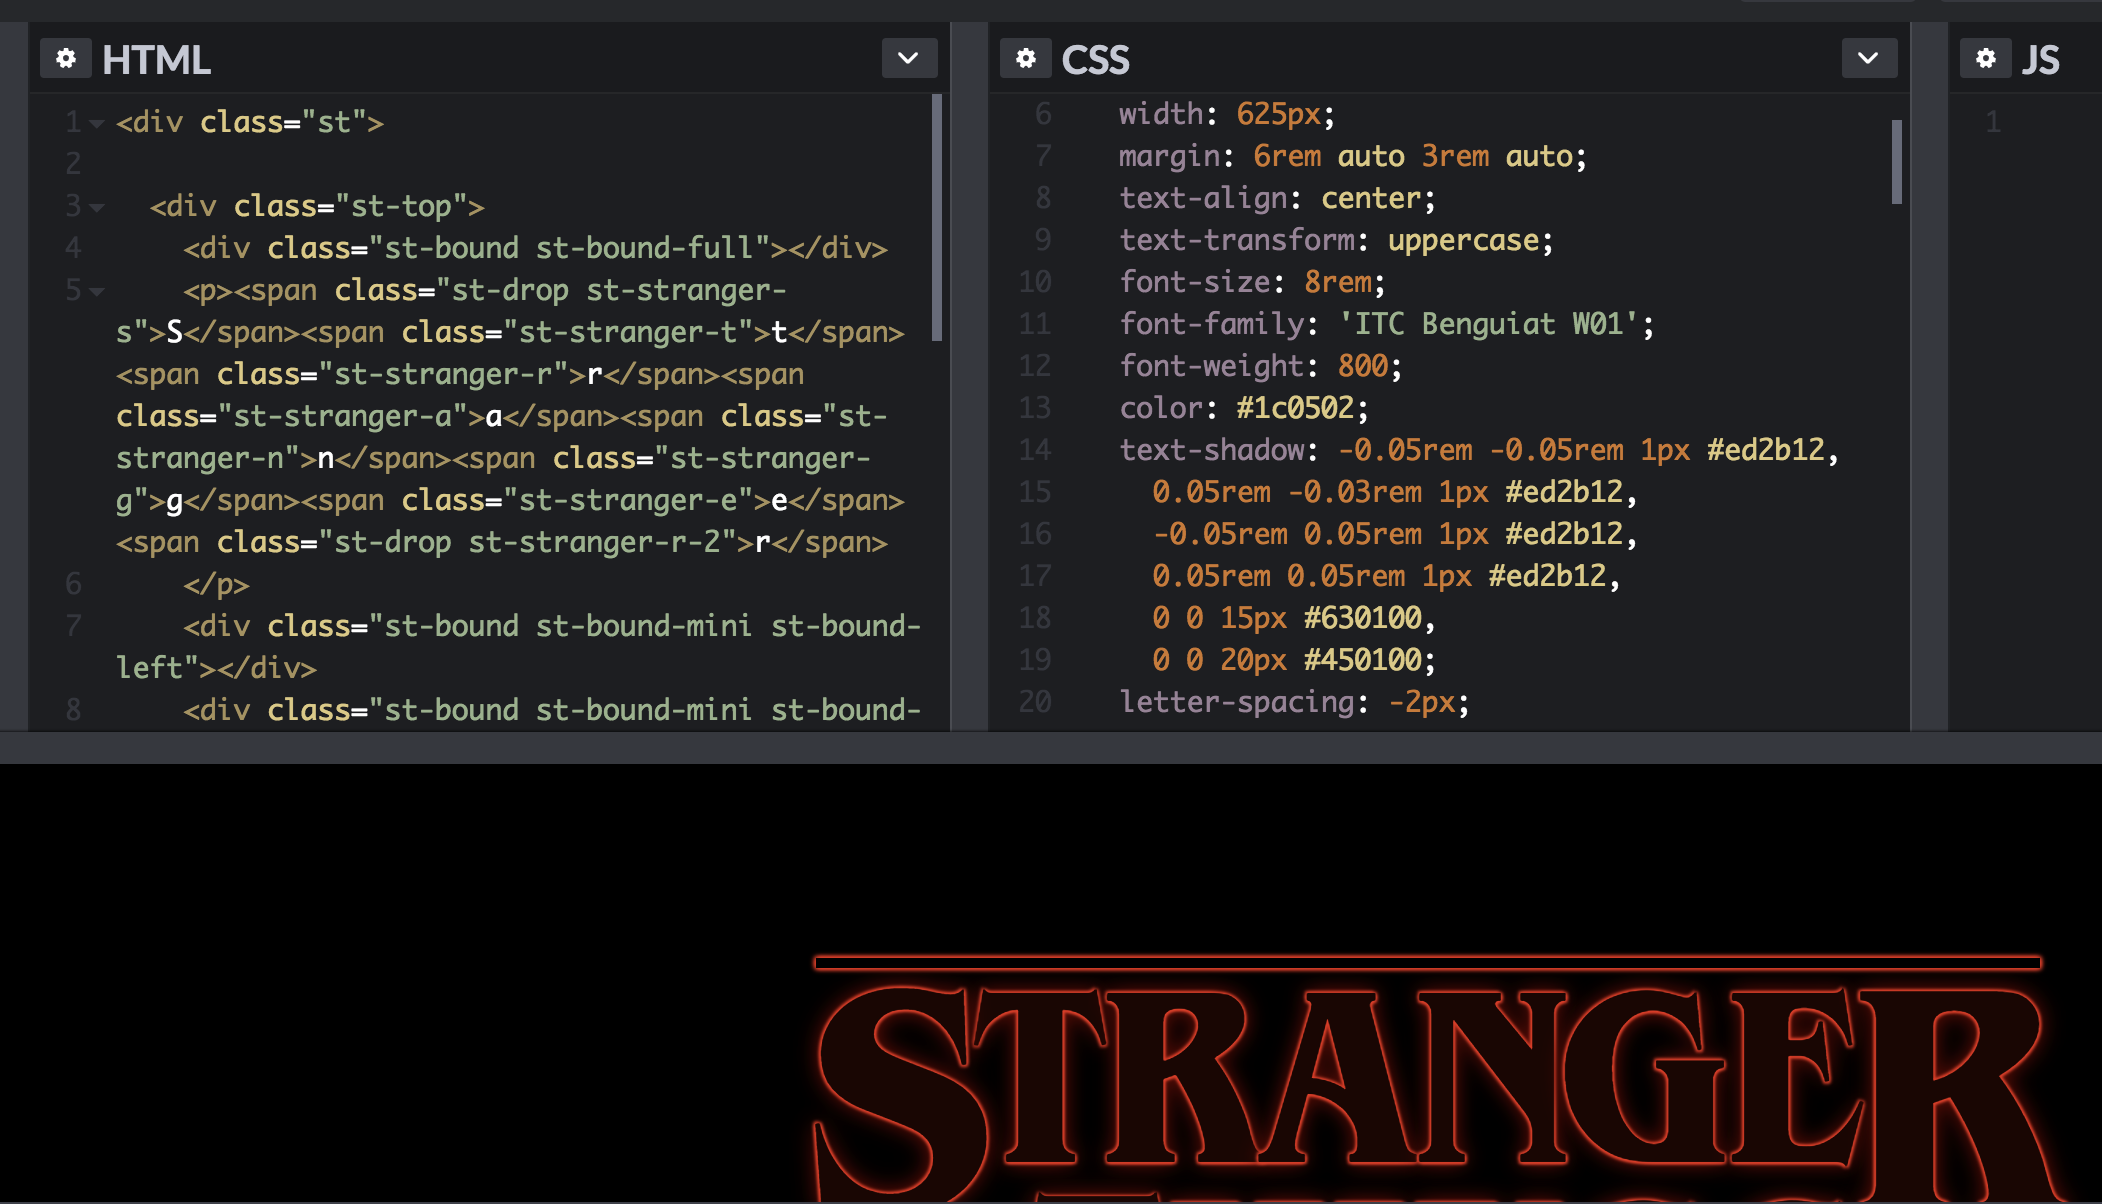 HTML
1 <div class="st">
2
3 <div class="st-top">
4 <div class="st-bound st-bound-full"></div>
5 <p><span class="st-drop st-stranger-
s">S</span><span class="st-stranger-t">t</span>
<span class="st-stranger-r">r</span><span
class="st-stranger-a">a</span><span class="st-
stranger-n">n</span><span class="st-stranger-
g">g</span><span class="st-stranger-e">e</span>
<span class="st-drop st-stranger-r-2">r</span>
6 </p>
7 <div class="st-bound st-bound-mini st-bound-
left"></div>
8 <div class="st-bound st-bound-mini st-bound-
CSS
6 width: 625px;
7 margin: 6rem auto 3rem auto;
8 text-align: center;
9 text-transform: uppercase;
10 font-size: 8rem;
11 font-family: 'ITC Benguiat W01';
12 font-weight: 800;
13 color: #1c0502;
14 text-shadow: -0.05rem -0.05rem 1px #ed2b12,
15 0.05rem -0.03rem 1px #ed2b12,
16 -0.05rem 0.05rem 1px #ed2b12,
17 0.05rem 0.05rem 1px #ed2b12,
18 0 0 15px #630100,
19 0 0 20px #450100;
20 letter-spacing: -2px;
JS
1
STRANGER